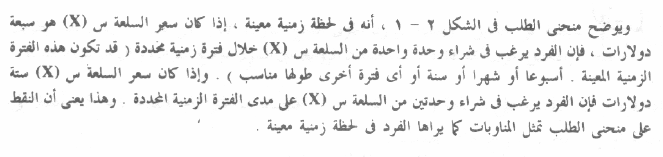 ويوضح منحنى الطلب فى الشكل ٢ – ١ ، أنه فى لحظة زمنية معينة ، إذا كان سعر السلعة س (X) هو سبعة
دولارات ، فإن الفرد يرغب فى شراء وحدة واحدة من السلعة س (X) خلال فترة زمنية محددة ( قد تكون هذه الفترة
الزمنية المعينة . أسبوعا أو شهرا أو سنة أو أى فترة أخرى طولها مناسب ) . وإذا كان سعر السلعة س (X) ستة
دولارات فإن الفرد يرغب فى شراء وحدتين من السلعة س (X) على مدى الفترة الزمنية المحددة . وهذا يعنى أن النقط
على منحنى الطلب تمثل المناوبات كما يراها الفرد فى لحظة زمنية معينة .